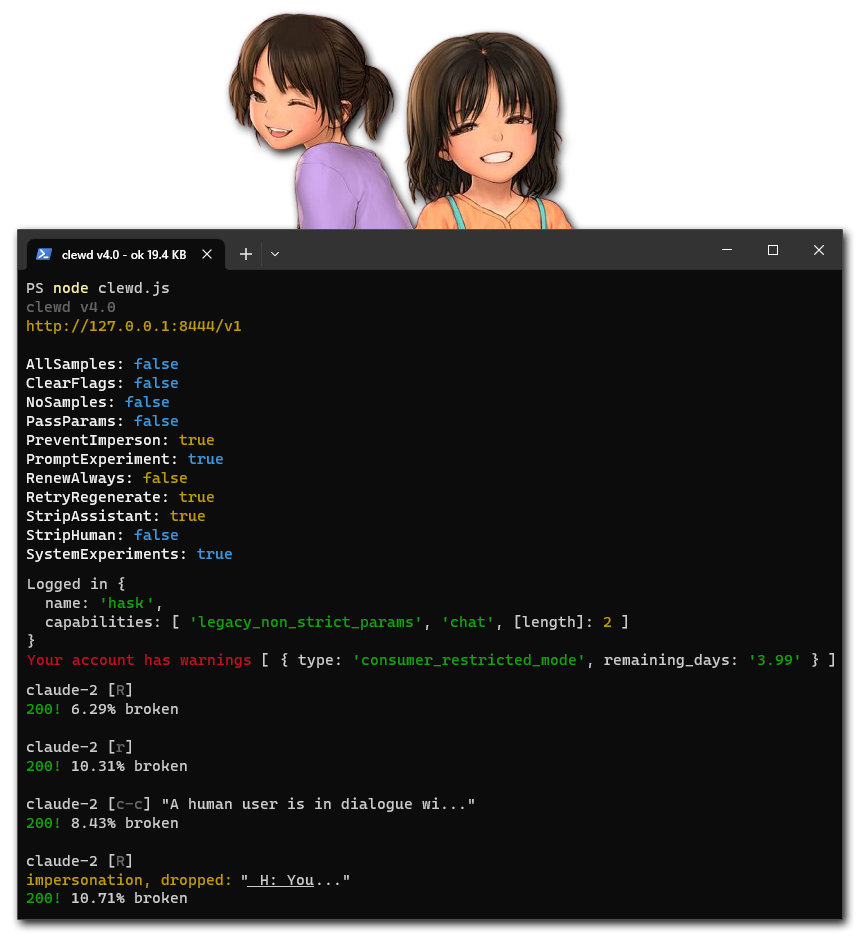 clewd v4.0 - ok 19.4 KB
PS node clewd.js
clewd v4.0
http://127.0.0.1:8444/v1
AllSamples: false
ClearFlags: false
NoSamples: false
PassParams: false
PreventImperson: true
PromptExperiment: true
RenewAlways: false
RetryRegenerate: true
StripAssistant: true
StripHuman: false
SystemExperiments: true
Logged in {
  name: 'hask',
  capabilities: [ 'legacy_non_strict_params', 'chat', [length]: 2 ]
}
Your account has warnings [ { type: 'consumer_restricted_mode', remaining_days: '3.99' } ]
claude-2 [R]
200! 6.29% broken
claude-2 [r]
200! 10.31% broken
claude-2 [c-c] "A human user is in dialogue wi..."
200! 8.43% broken
claude-2 [R]
impersonation, dropped: " H: You..."
200! 10.71% broken